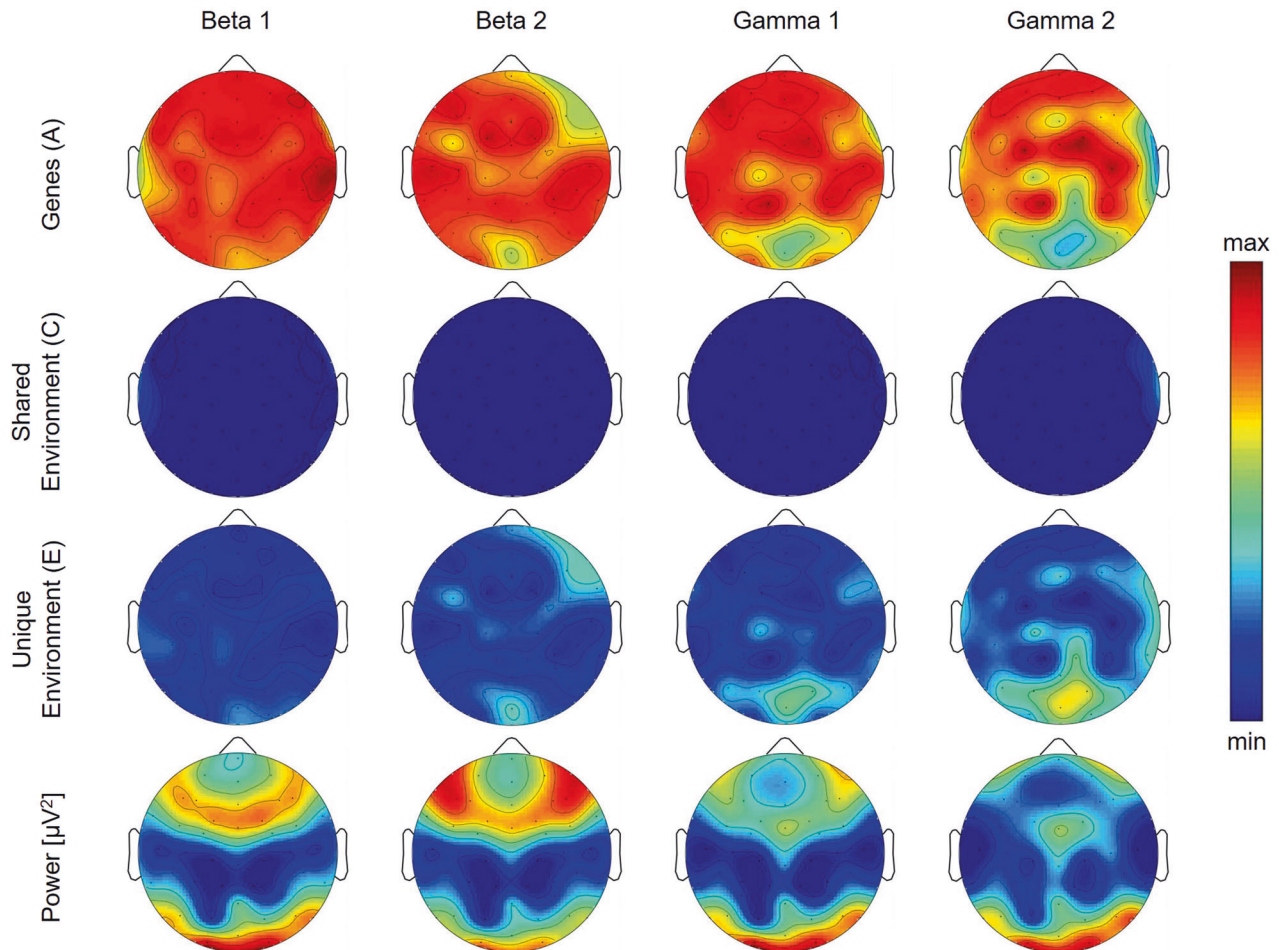 Beta 1
Beta 2
Gamma 1
Gamma 2
Genes (A)
Shared
Environment (C)
Unique
Environment (E)
Power [µV²]
max
min